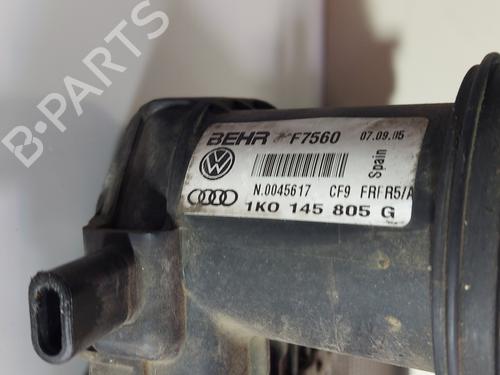 BEHR F7560 07.09.05
Spain
N.0045617 CF9 FRFR5/A
1K0 145 805 G
B-PARTS